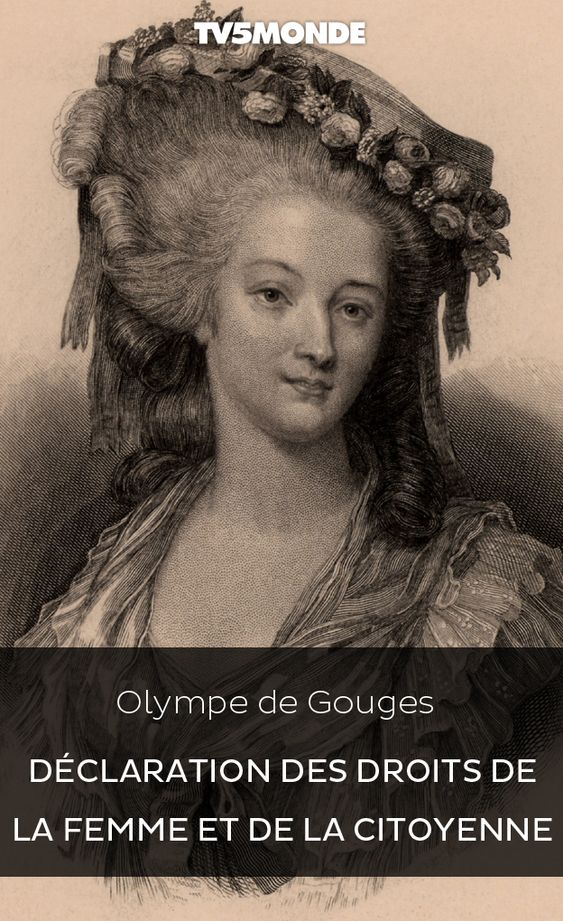 TV5MONDE
Olympe de Gouges
DÉCLARATION DES DROITS DE
LA FEMME ET DE LA CITOYENNE